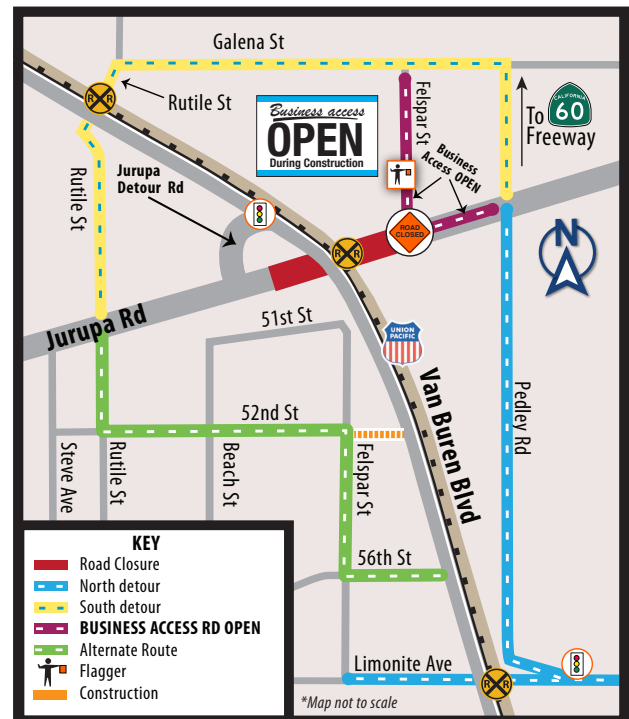 Galena St
Rutile St
Business access
OPEN
During Construction
Felspar St
To
Freeway
CALIFORNIA
60
Business
Access OPEN
Jurupa
Detour Rd
Rutile St
R R
ROAD
CLOSED
R R
N
Jurupa Rd
51st St
UNION
PACIFIC
Van Buren Blvd
Pedley Rd
52nd St
Steve Ave
Rutile St
Beach St
Felspar St
56th St
Limonite Ave
R R
*Map not to scale
KEY
Road Closure
North detour
South detour
BUSINESS ACCESS RD OPEN
Alternate Route
Flagger
Construction